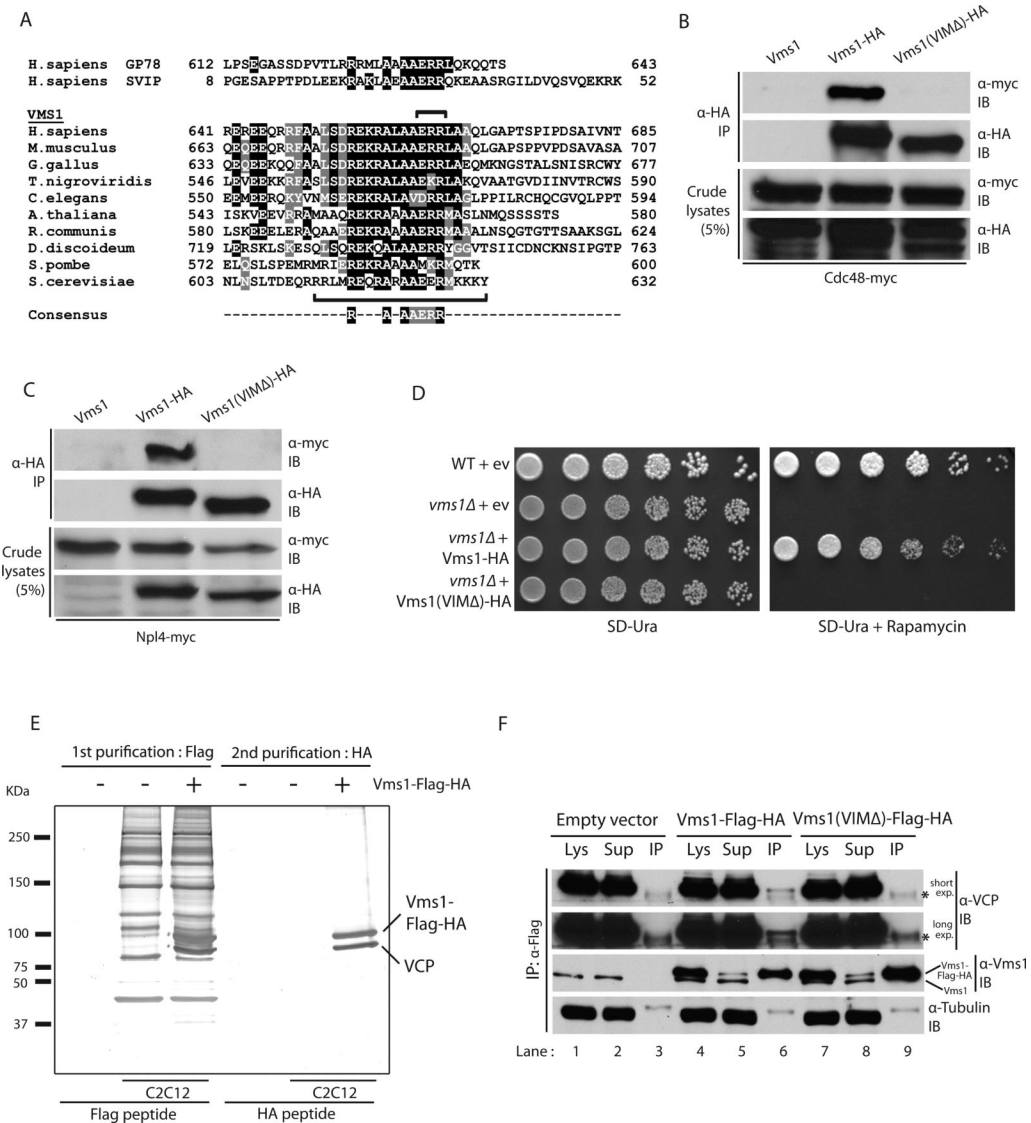 A
H.sapiens GP78 612 LPSEGASSDPVTLRRRMLAAAAERRLQKQQTS 643
H.sapiens SVIP 8 PGESAPPTPDLEEKRAKLAEAAERRQKEAASRGILDVQSVQEKRK 52
VMS1
H.sapiens 641 REREEQRRFAALSDREKRALAAERRLAAQLGAPTSPIPDSAIVNT 685
M.musculus 663 QEQEEQRRFAALSDREKRALAAERRLAAQLGAPSPPVPDSAVASA 707
G.gallus 633 QEQEEKQQFAALSDREKRALAAERRLAEQMKNGSTALSNISRCWY 677
T.nigroviridis 546 LEVEEKKRFASLSDREKRALAAEKRLAKQVAATGVDIINVTRCWS 590
C.elegans 550 EEMEERQKYVNMSAREKRALAVDRRLAGLPPILRCHQCGVQLPPT 594
A.thaliana 543 ISKVEEVRRAMAAQREKRAAAAERRMASLNMQSSSSTS 580
R.communis 580 LSKEEELERAQAAQREKRAAAAERRMAAALNSQGTSTTSAAKSGL 624
D.discoideum 719 LERSKLSKESQLSQREKQALAAERRYGGVTSIICDNCKNSIPGTP 763
S.pombe 572 ELQSLSPEMRMRIEREKRAAAAMKRMQTK 600
S.cerevisiae 603 NLNSLTDEQRRRLMREQRARAAEERMKKKY 632
Consensus R A AAERR
B
Vms1
Vms1-HA
Vms1(VIMΔ)-HA
α-HA IP
α-myc IB
α-HA IB
Crude lysates (5%)
α-myc IB
α-HA IB
Cdc48-myc
C
Vms1
Vms1-HA
Vms1(VIMΔ)-HA
α-HA IP
α-myc IB
α-HA IB
Crude lysates (5%)
α-myc IB
α-HA IB
Npl4-myc
D
WT + ev
vms1Δ + ev
vms1Δ +
Vms1-HA
vms1Δ +
Vms1(VIMΔ)-HA
SD-Ura
SD-Ura + Rapamycin
E
1st purification : Flag
2nd purification : HA
- - + - - + Vms1-Flag-HA
KDa
250
150
100
75
50
37
Vms1-
Flag-HA
VCP
C2C12
C2C12
Flag peptide
HA peptide
F
Empty vector
Vms1-Flag-HA
Vms1(VIMΔ)-Flag-HA
Lys Sup IP Lys Sup IP Lys Sup IP
IP: α-Flag
short exp.
*
long exp.
*
α-VCP IB
Vms1-
Flag-HA
Vms1
α-Vms1 IB
α-Tubulin IB
Lane : 1 2 3 4 5 6 7 8 9